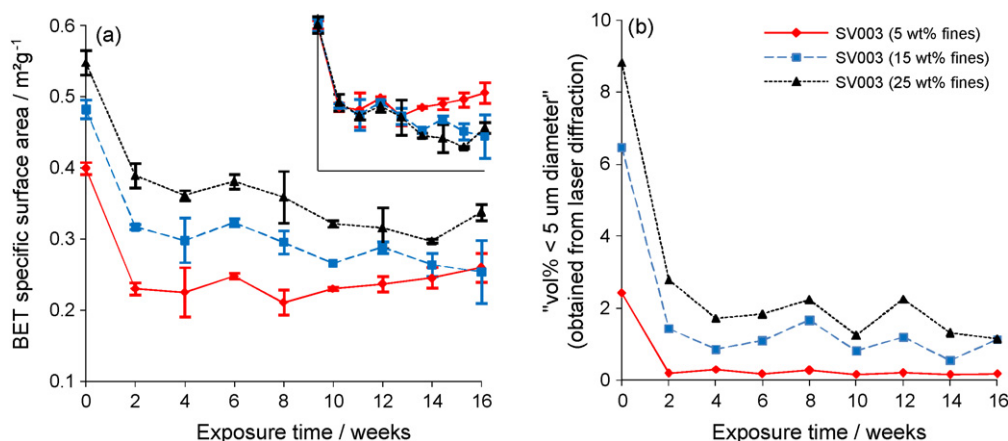 (a)
BET specific surface area / m²g⁻¹
0.6
0.5
0.4
0.3
0.2
0.1
0 2 4 6 8 10 12 14 16
Exposure time / weeks
(b)
SV003 (5 wt% fines)
SV003 (15 wt% fines)
SV003 (25 wt% fines)
"vol% < 5 um diameter"
(obtained from laser diffraction)
10
8
6
4
2
0
0 2 4 6 8 10 12 14 16
Exposure time / weeks